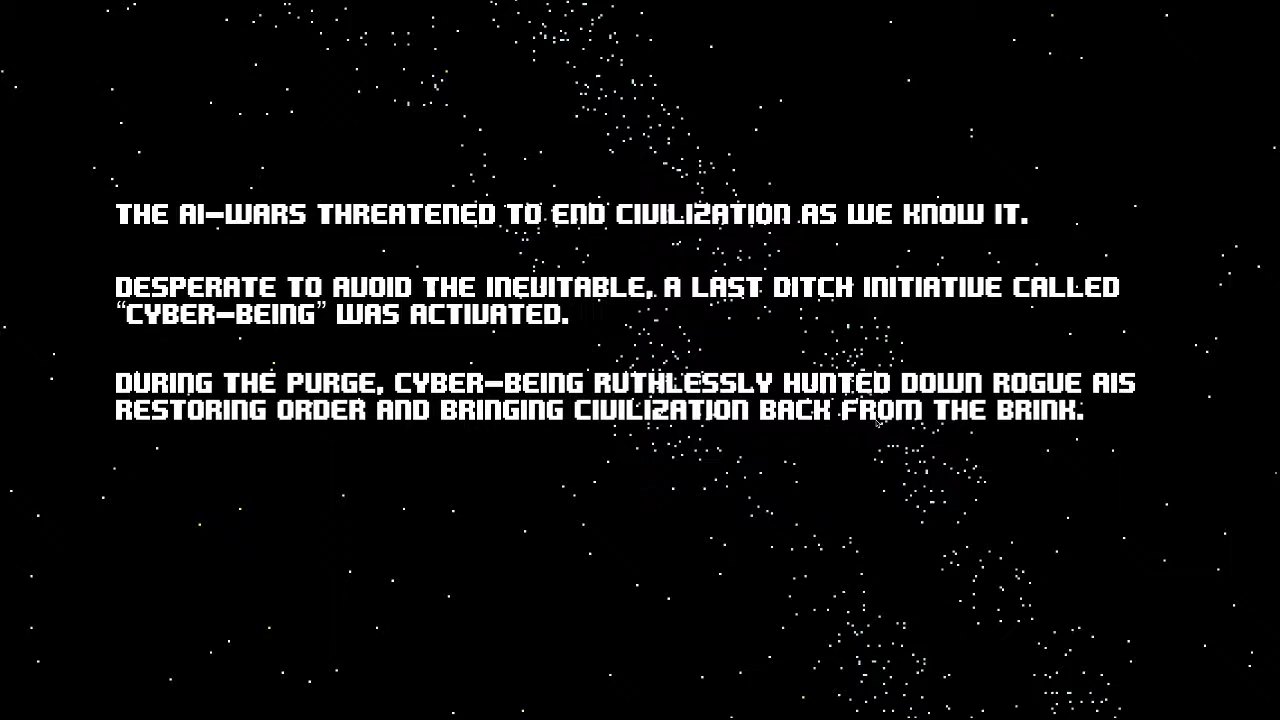 THE AI-WARS THREATENED TO END CIVILIZATION AS WE KNOW IT.
DESPERATE TO AVOID THE INEVITABLE, A LAST DITCH INITIATIVE CALLED
“CYBER-BEING” WAS ACTIVATED.
DURING THE PURGE, CYBER-BEING RUTHLESSLY HUNTED DOWN ROGUE AIS
RESTORING ORDER AND BRINGING CIVILIZATION BACK FROM THE BRINK.